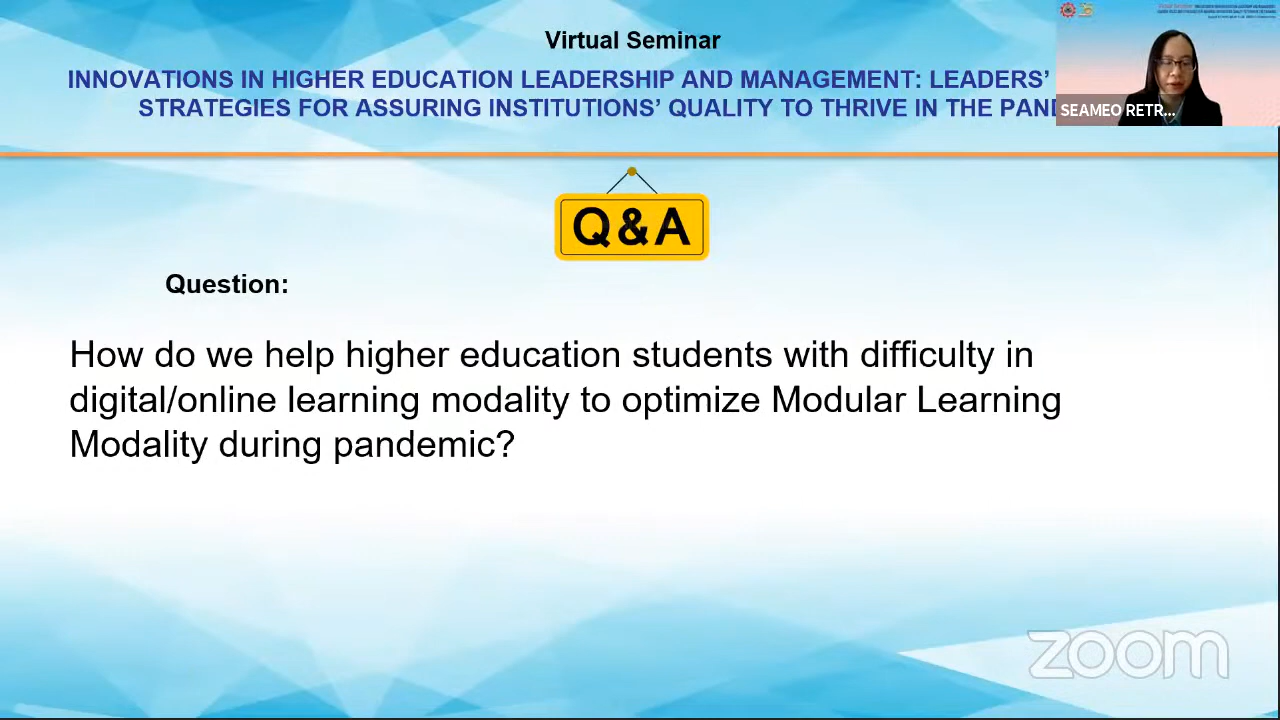 Virtual Seminar
INNOVATIONS IN HIGHER EDUCATION LEADERSHIP AND MANAGEMENT: LEADERS’
STRATEGIES FOR ASSURING INSTITUTIONS’ QUALITY TO THRIVE IN THE PAND
SEAMEO RETR...
Q&A
Question:
How do we help higher education students with difficulty in
digital/online learning modality to optimize Modular Learning
Modality during pandemic?
zoom